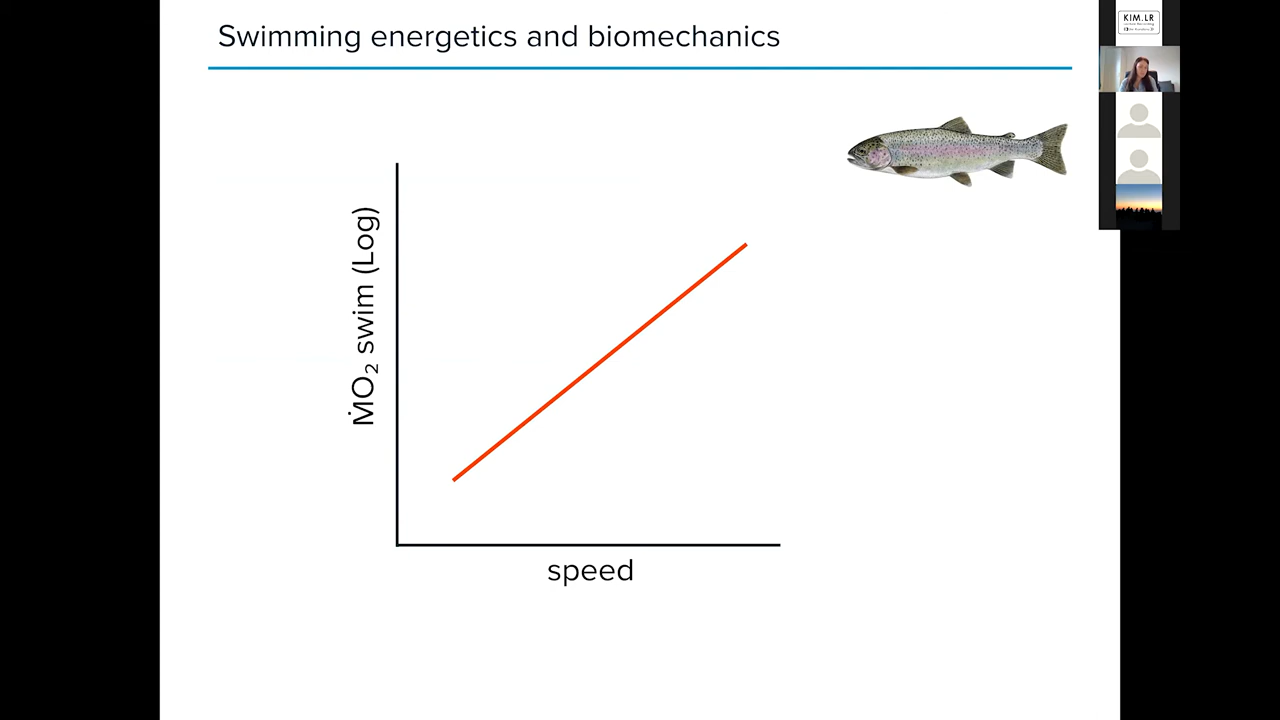 Swimming energetics and biomechanics
KIM.LR
ṀO₂ swim (Log)
speed